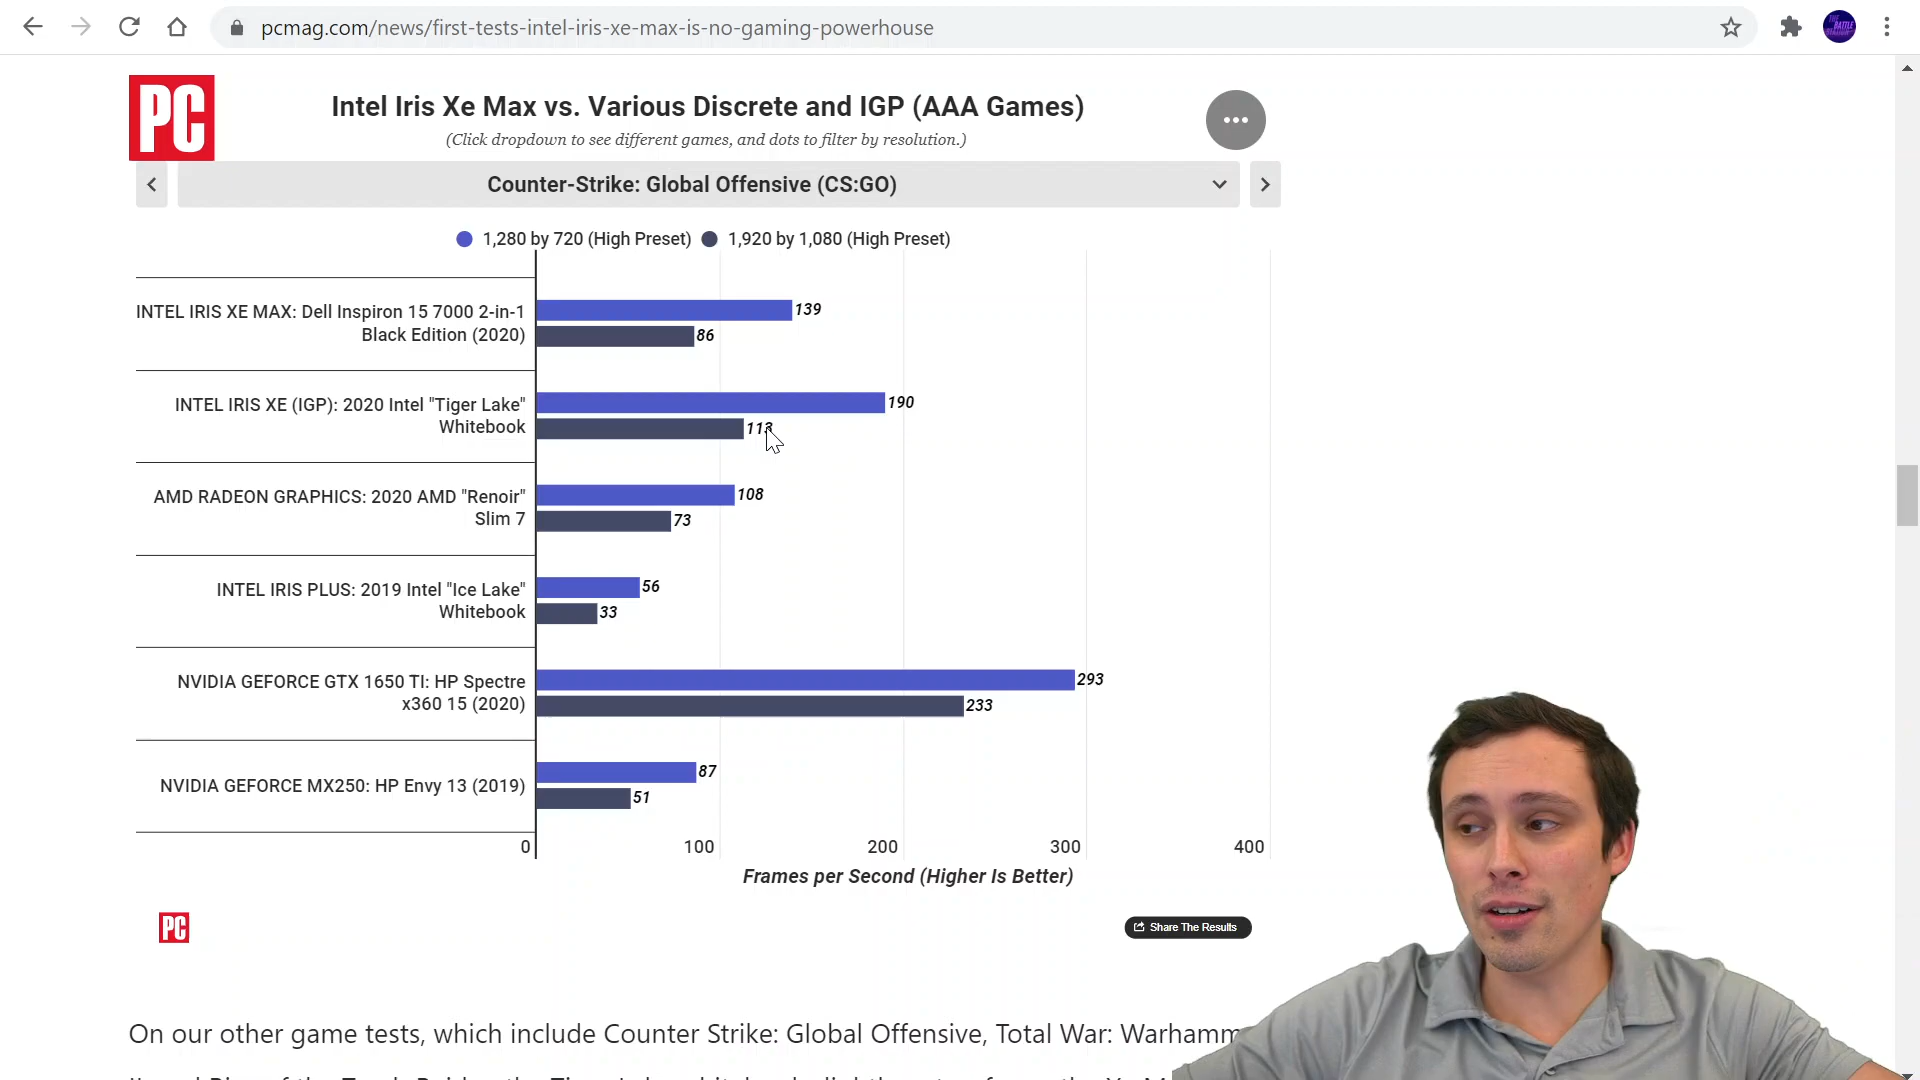 pcmag.com/news/first-tests-intel-iris-xe-max-is-no-gaming-powerhouse
PC
Intel Iris Xe Max vs. Various Discrete and IGP (AAA Games)
(Click dropdown to see different games, and dots to filter by resolution.)
Counter-Strike: Global Offensive (CS:GO)
1,280 by 720 (High Preset) 1,920 by 1,080 (High Preset)
INTEL IRIS XE MAX: Dell Inspiron 15 7000 2-in-1
Black Edition (2020)
139
86
INTEL IRIS XE (IGP): 2020 Intel "Tiger Lake"
Whitebook
190
113
AMD RADEON GRAPHICS: 2020 AMD "Renoir"
Slim 7
108
73
INTEL IRIS PLUS: 2019 Intel "Ice Lake"
Whitebook
56
33
NVIDIA GEFORCE GTX 1650 TI: HP Spectre
x360 15 (2020)
293
233
NVIDIA GEFORCE MX250: HP Envy 13 (2019)
87
51
0 100 200 300 400
Frames per Second (Higher Is Better)
PC
Share The Results
On our other game tests, which include Counter Strike: Global Offensive, Total War: